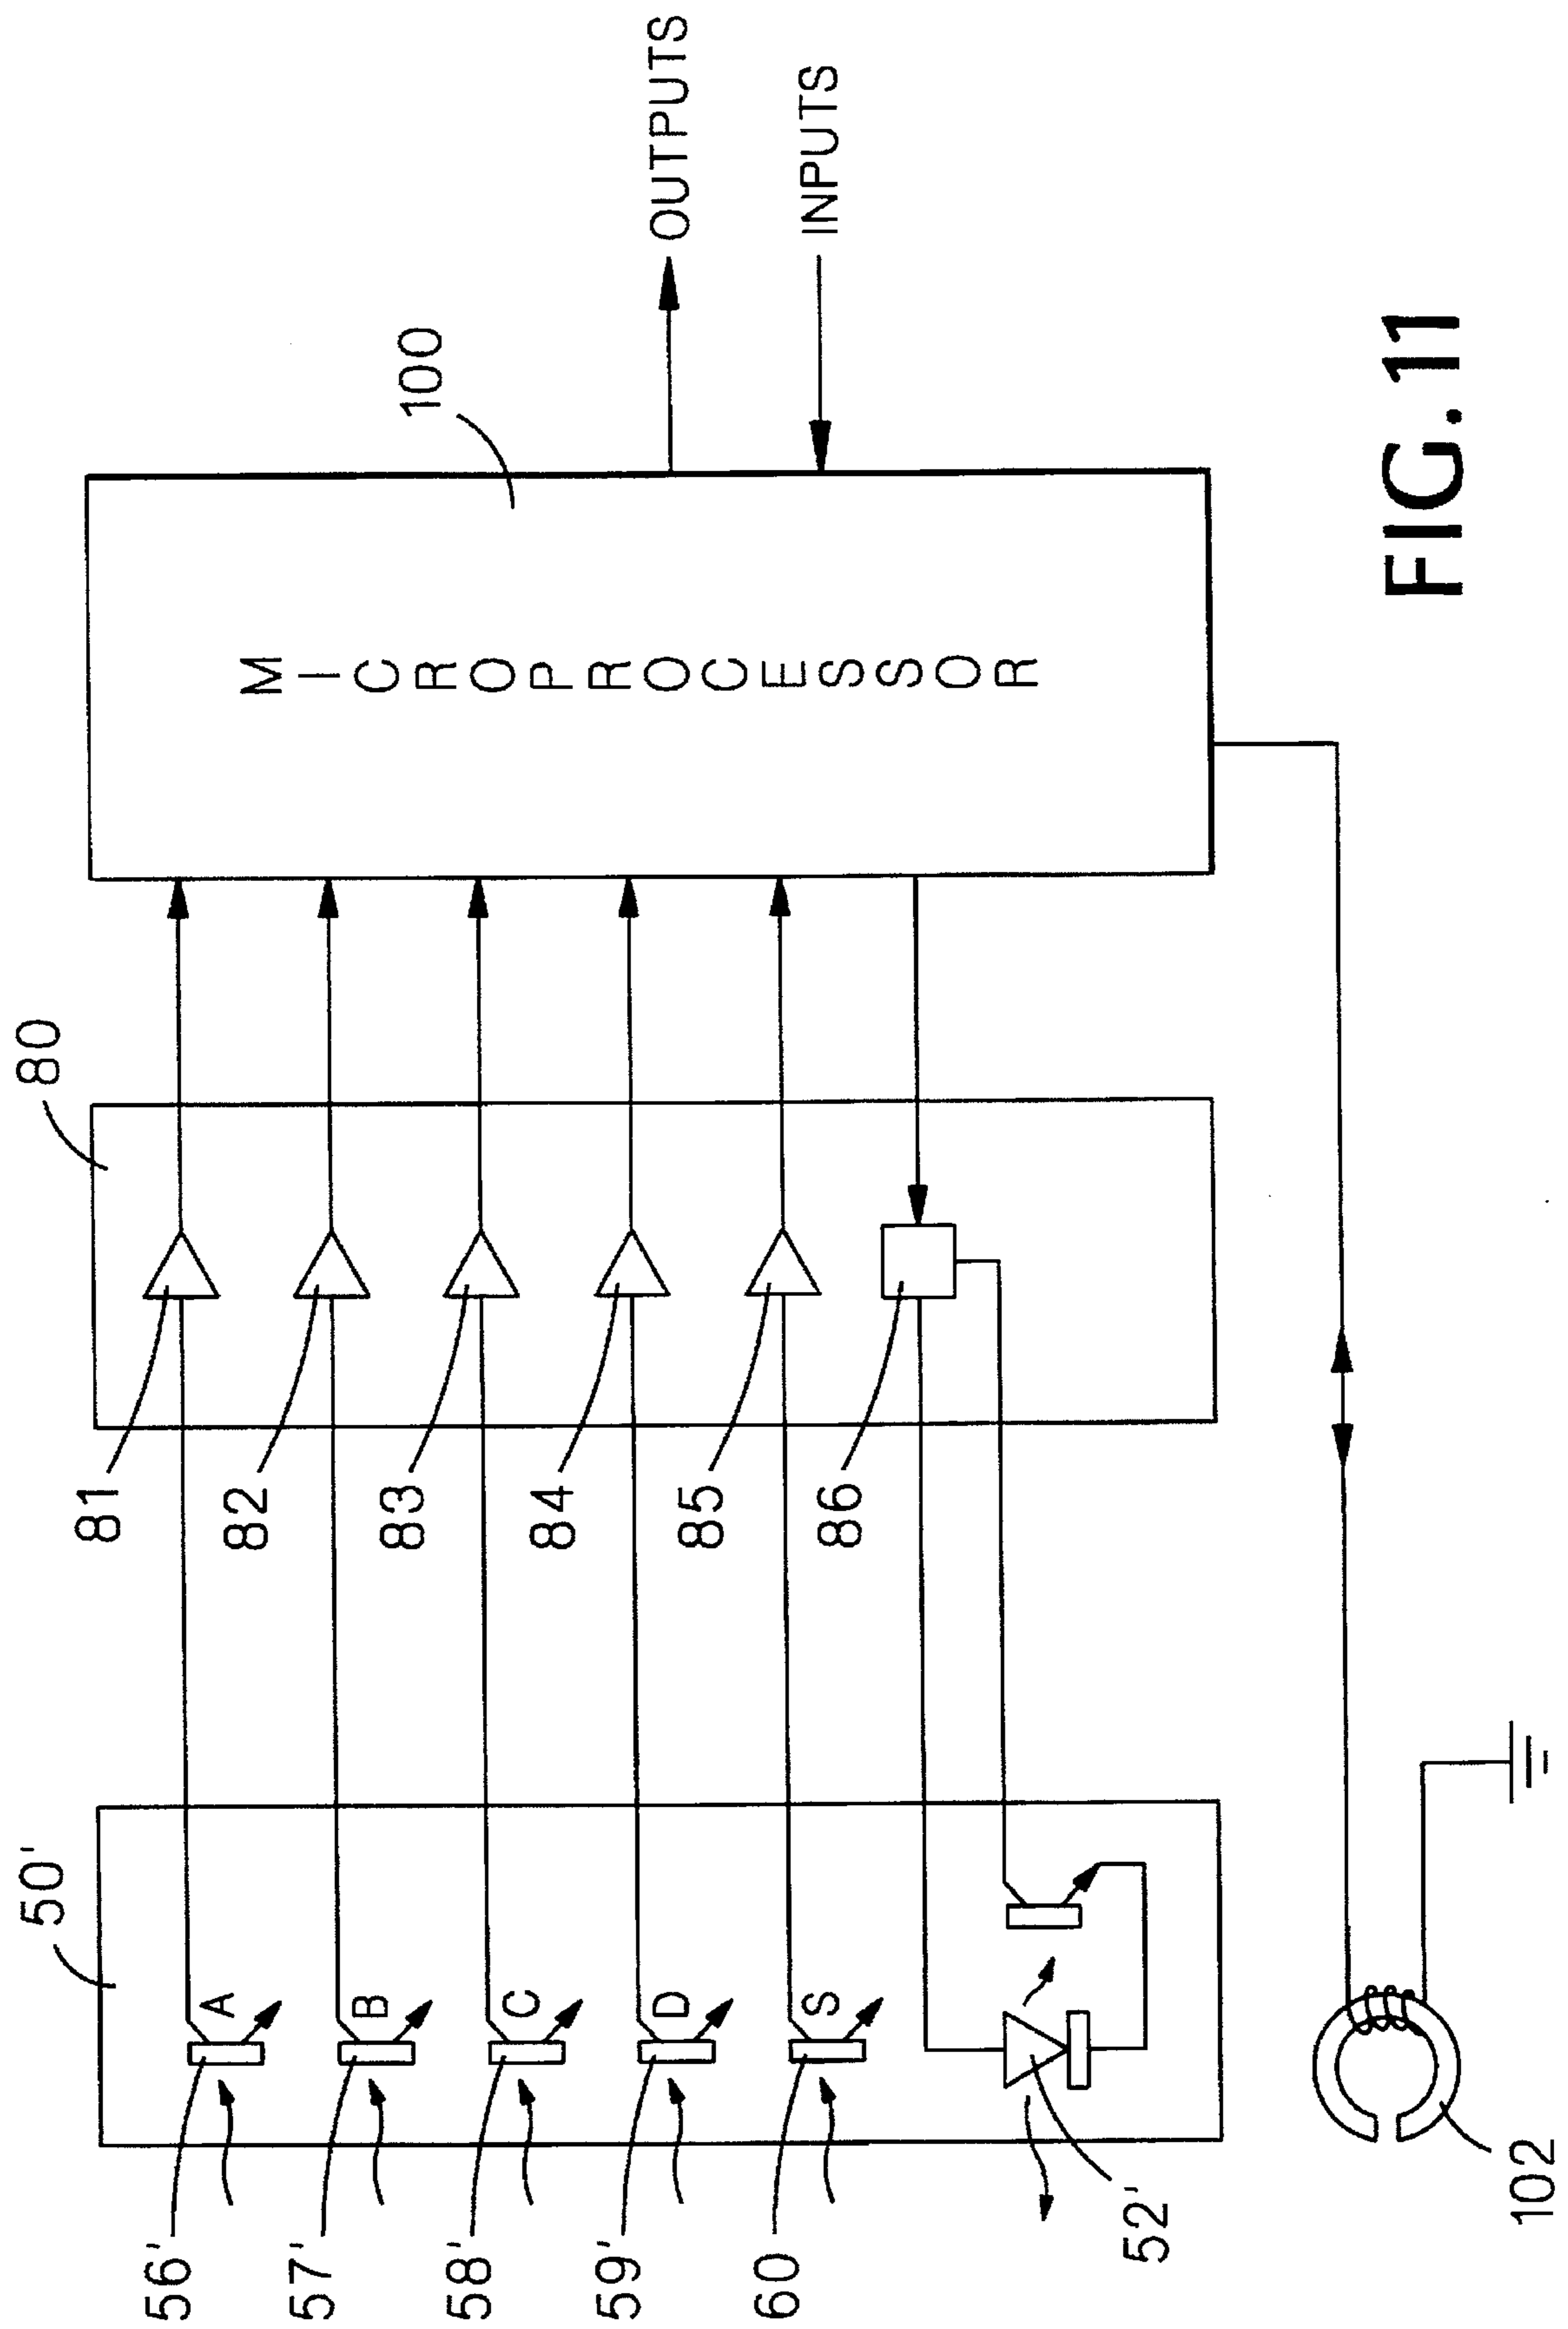 50'
80
100
56'
A
81
57'
B
82
58'
C
83
59'
D
84
60
S
85
52'
86
MICROPROCESSOR
OUTPUTS
INPUTS
102
FIG.11